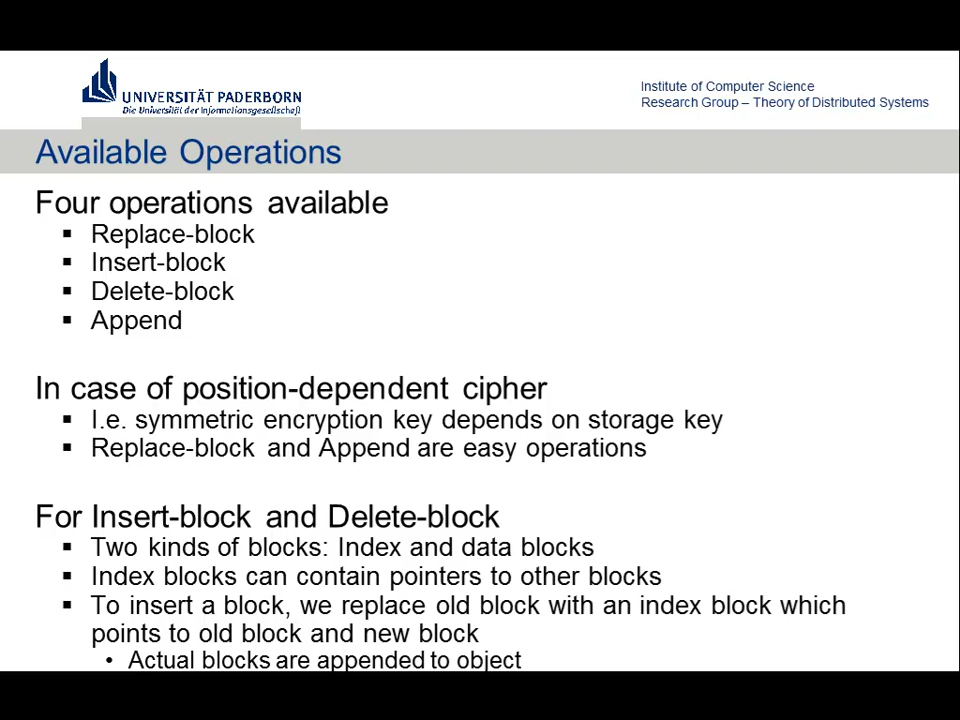 UNIVERSITÄT PADERBORN
Die Universität der Informationsgesellschaft
Institute of Computer Science
Research Group – Theory of Distributed Systems
Available Operations
Four operations available
▪ Replace-block
▪ Insert-block
▪ Delete-block
▪ Append
In case of position-dependent cipher
▪ I.e. symmetric encryption key depends on storage key
▪ Replace-block and Append are easy operations
For Insert-block and Delete-block
▪ Two kinds of blocks: Index and data blocks
▪ Index blocks can contain pointers to other blocks
▪ To insert a block, we replace old block with an index block which
points to old block and new block
• Actual blocks are appended to object